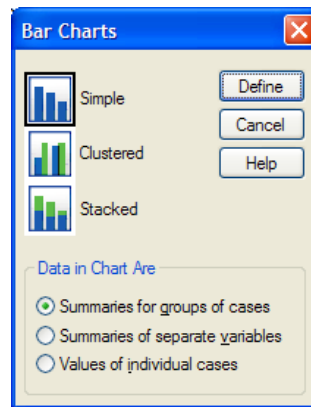 Bar Charts
Simple
Define
Cancel
Clustered
Help
Stacked
Data in Chart Are
Summaries for groups of cases
Summaries of separate variables
Values of individual cases